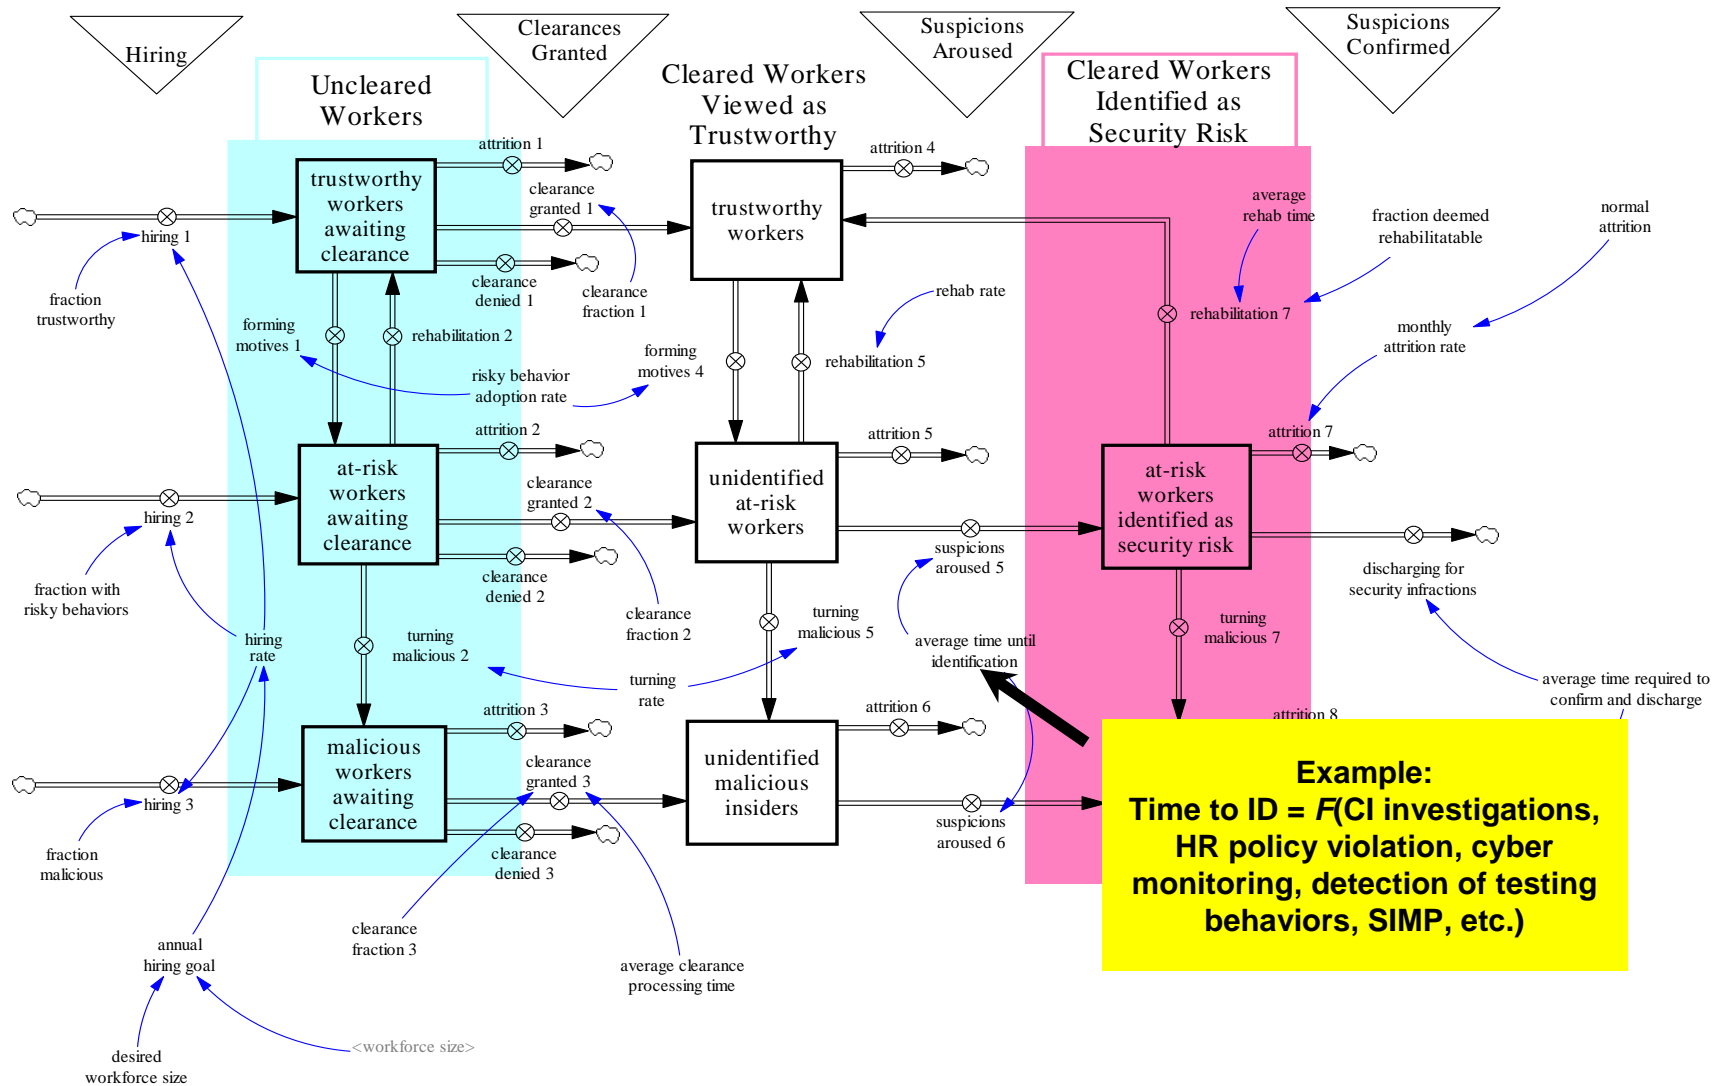 Hiring
Clearances
Granted
Suspicions
Aroused
Suspicions
Confirmed
Uncleared
Workers
Cleared Workers
Viewed as
Trustworthy
Cleared Workers
Identified as
Security Risk
attrition 1
trustworthy
workers
awaiting
clearance
clearance
granted 1
hiring 1
clearance
denied 1
clearance
fraction 1
fraction
trustworthy
forming
motives 1
rehabilitation 2
risky behavior
adoption rate
forming
motives 4
attrition 4
trustworthy
workers
rehab rate
rehabilitation 5
average
rehab time
fraction deemed
rehabilitatable
normal
attrition
rehabilitation 7
monthly
attrition rate
attrition 2
at-risk
workers
awaiting
clearance
clearance
granted 2
hiring 2
clearance
denied 2
clearance
fraction 2
fraction with
risky behaviors
hiring
rate
turning
malicious 2
turning
rate
turning
malicious 5
attrition 5
unidentified
at-risk
workers
suspicions
aroused 5
average time until
identification
attrition 7
at-risk
workers
identified as
security risk
discharging for
security infractions
turning
malicious 7
average time required to
confirm and discharge
attrition 3
malicious
workers
awaiting
clearance
clearance
granted 3
hiring 3
clearance
denied 3
fraction
malicious
clearance
fraction 3
average clearance
processing time
attrition 6
unidentified
malicious
insiders
suspicions
aroused 6
attrition 8
Example:
Time to ID = F(CI investigations,
HR policy violation, cyber
monitoring, detection of testing
behaviors, SIMP, etc.)
annual
hiring goal
<workforce size>
desired
workforce size